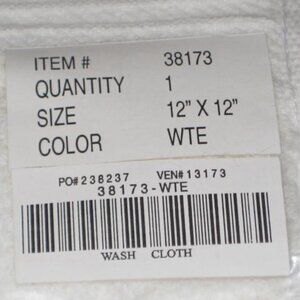 ITEM # 38173
QUANTITY 1
SIZE 12" X 12"
COLOR WTE
PO#238237 VEN#13173
38173-WTE
WASH CLOTH